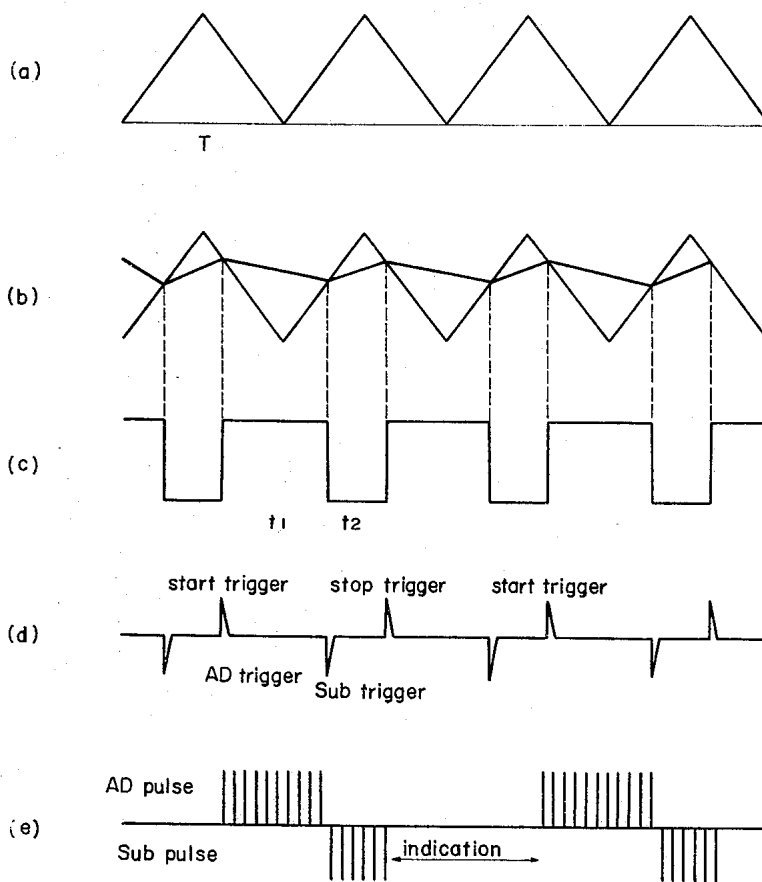 (a)
T
(b)
(c)
t1 t2
start trigger stop trigger start trigger
(d)
AD trigger Sub trigger
AD pulse
(e)
Sub pulse indication